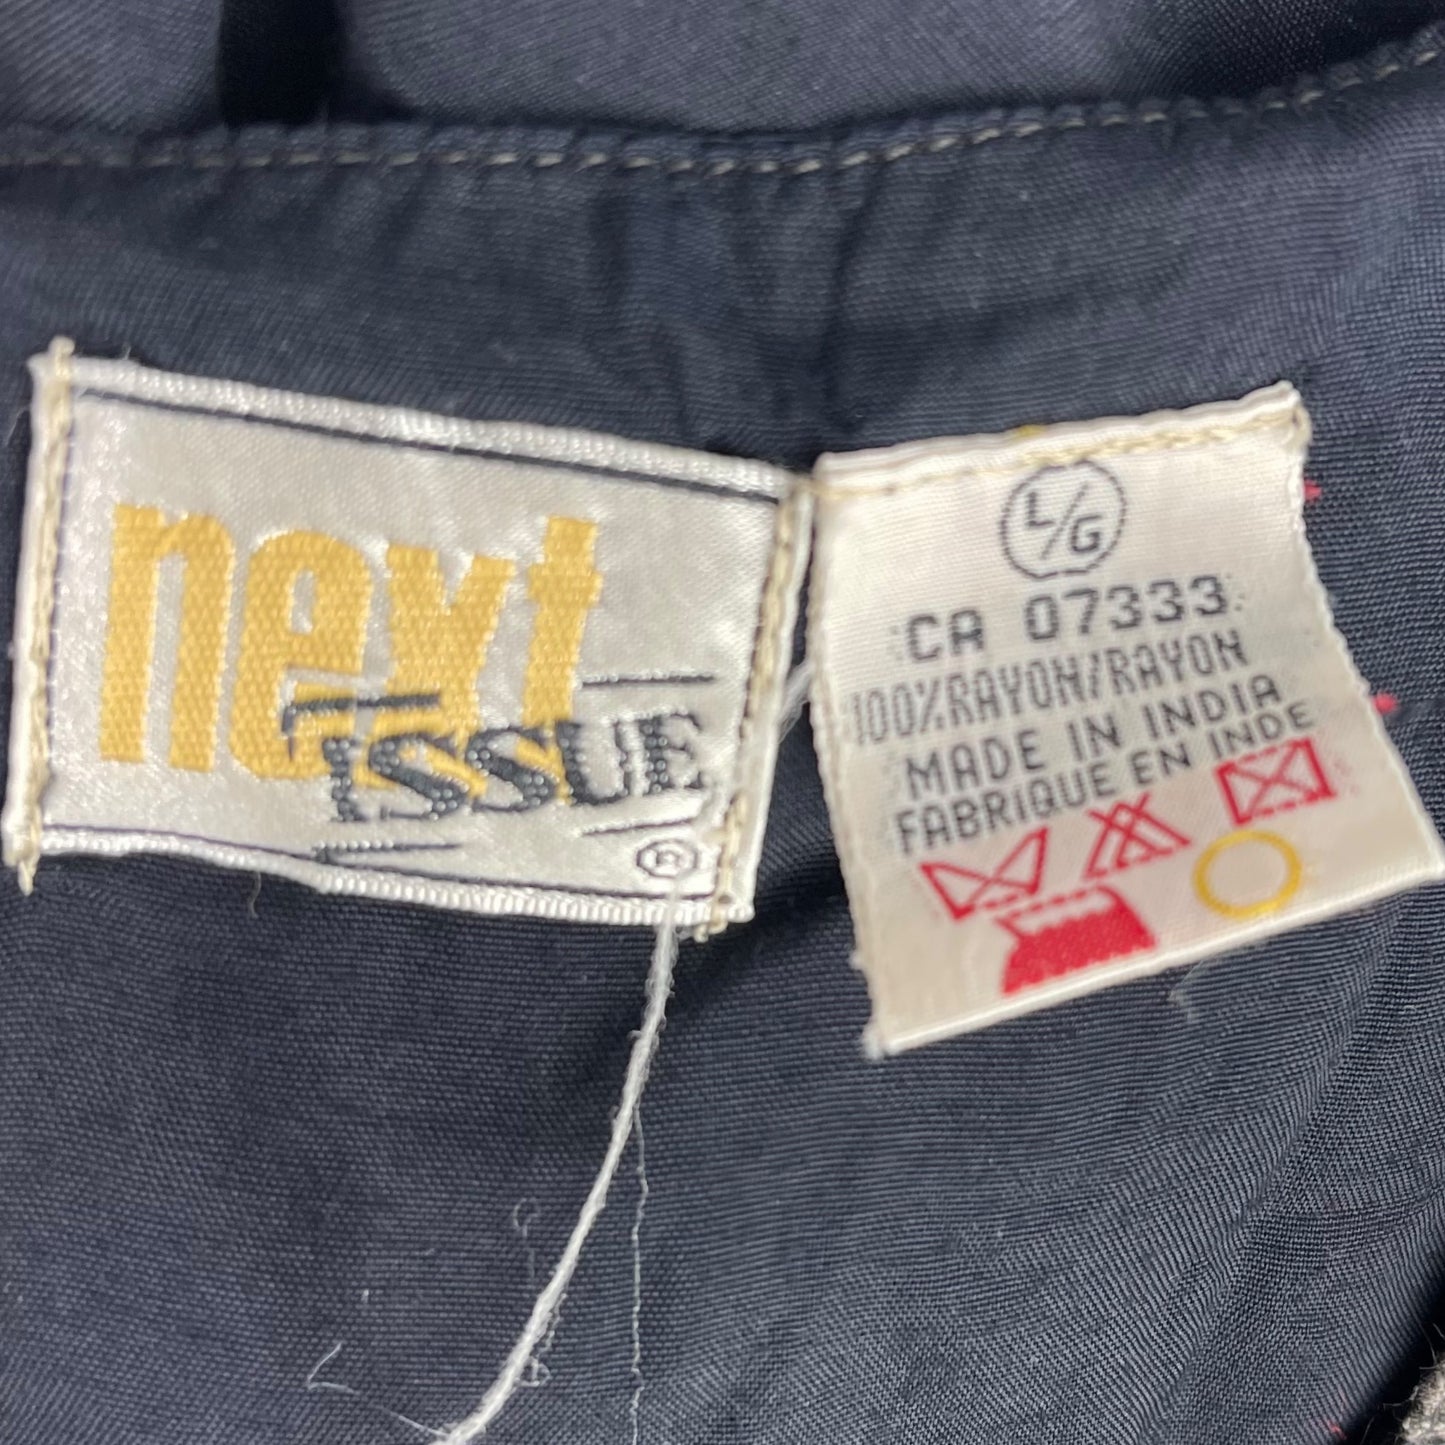 next
ISSUE
®
L/G
CA 07333
100%RAYON/RAYON
MADE IN INDIA
FABRIQUE EN INDE